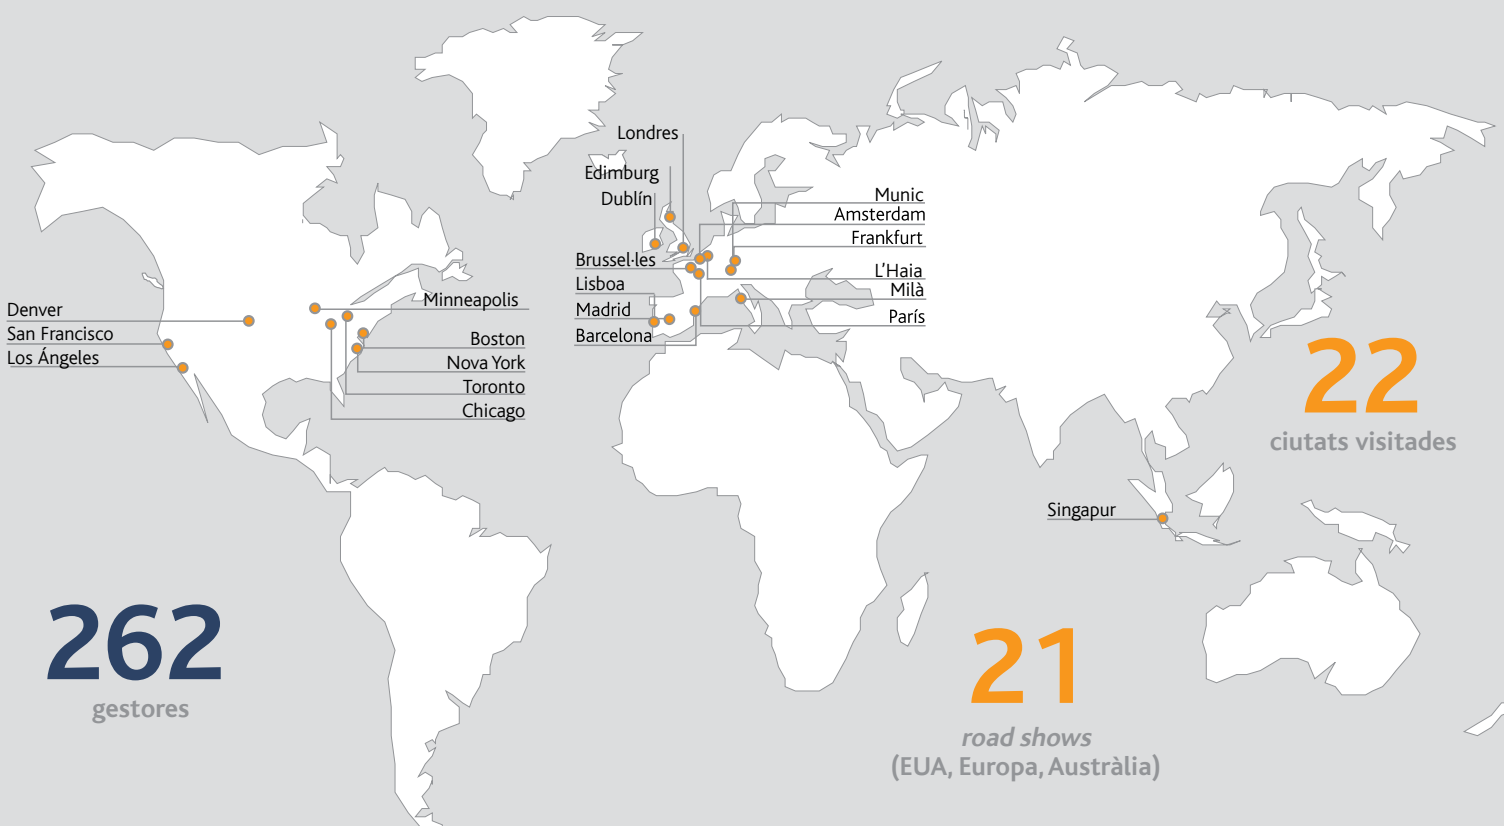 Londres
Edimburg
Dublín
Munic
Amsterdam
Frankfurt
Brussel·les
L'Haia
Lisboa
Milà
Madrid
París
Barcelona
Denver
Minneapolis
San Francisco
Boston
Los Ángeles
Nova York
Toronto
Chicago
22
ciutats visitades
Singapur
262
gestores
21
road shows
(EUA, Europa, Austràlia)